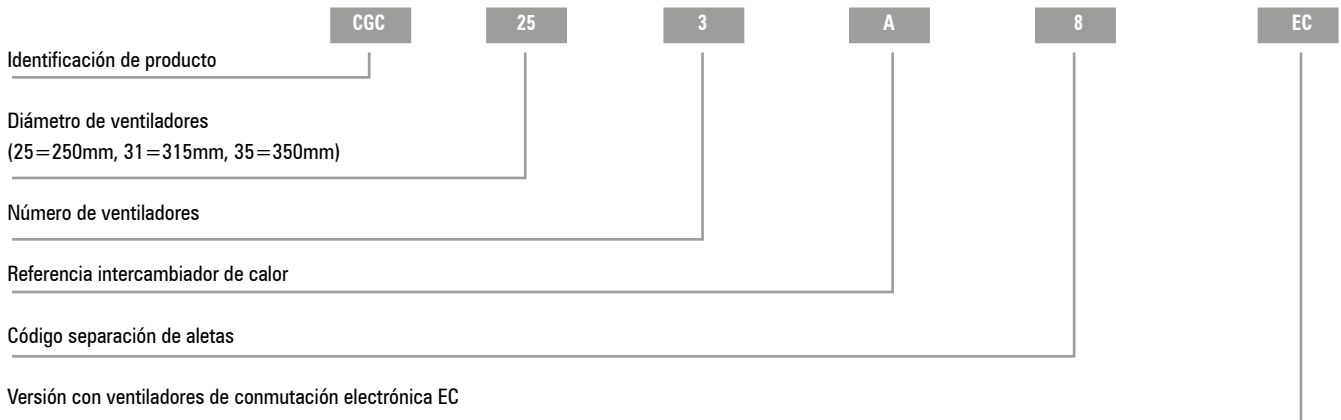 CGC 25 3 A 8 EC
Identificación de producto
Diámetro de ventiladores
(25=250mm, 31=315mm, 35=350mm)
Número de ventiladores
Referencia intercambiador de calor
Código separación de aletas
Versión con ventiladores de conmutación electrónica EC